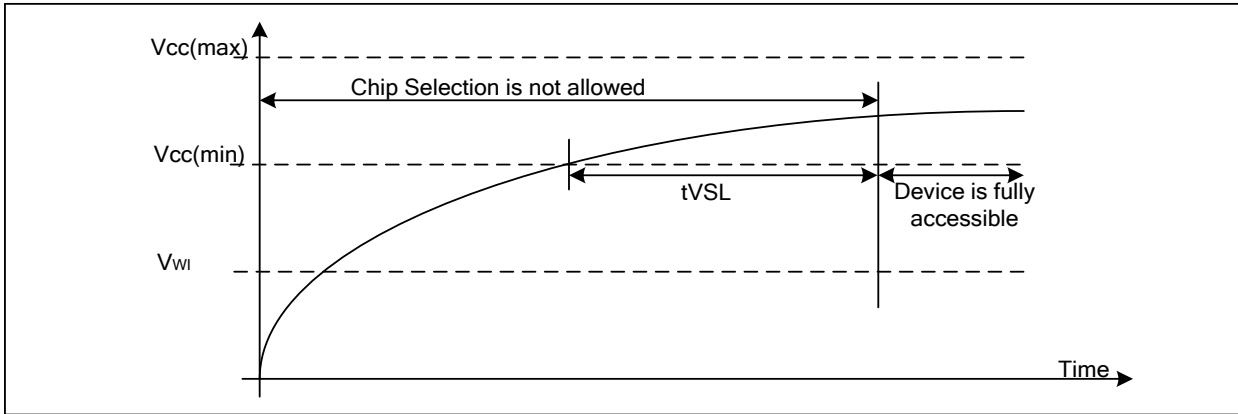 Vcc(max)
Chip Selection is not allowed
Vcc(min)
tVSL
Device is fully
accessible
VWI
Time